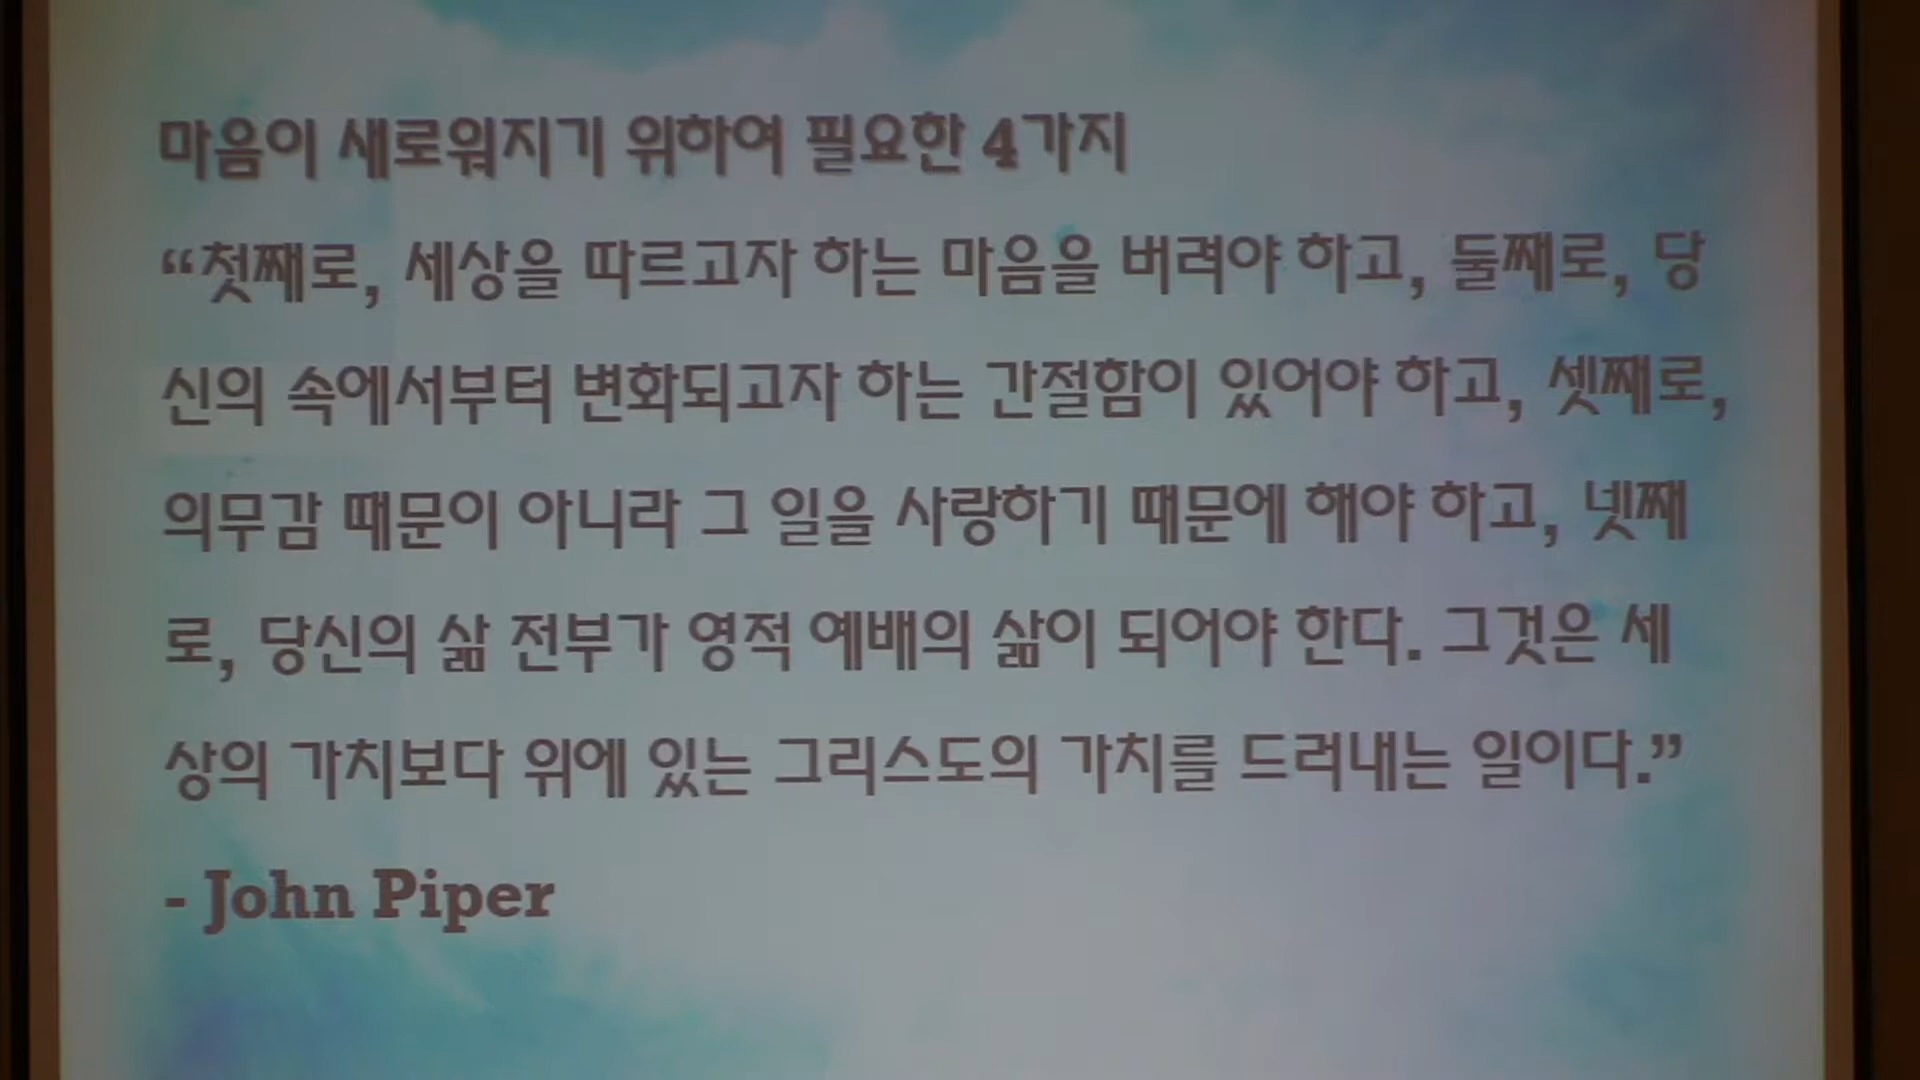 마음이 새로워지기 위하여 필요한 4가지
“첫째로, 세상을 따르고자 하는 마음을 버려야 하고, 둘째로, 당
신의 속에서부터 변화되고자 하는 간절함이 있어야 하고, 셋째로,
의무감 때문이 아니라 그 일을 사랑하기 때문에 해야 하고, 넷째
로, 당신의 삶 전부가 영적 예배의 삶이 되어야 한다. 그것은 세
상의 가치보다 위에 있는 그리스도의 가치를 드러내는 일이다.”
- John Piper